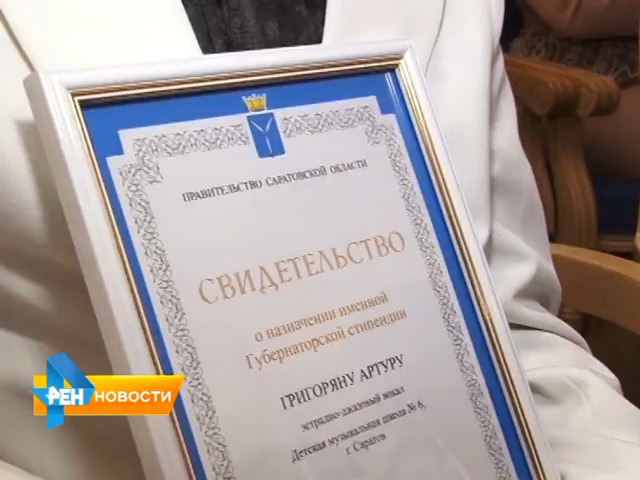 ПРАВИТЕЛЬСТВО САРАТОВСКОЙ ОБЛАСТИ
СВИДЕТЕЛЬСТВО
о назначении именной
Губернаторской стипендии
ГРИГОРЯНУ АРТУРУ
эстрадно-джазовый вокал
Детская музыкальная школа № 6,
г. Саратов
РЕН НОВОСТИ